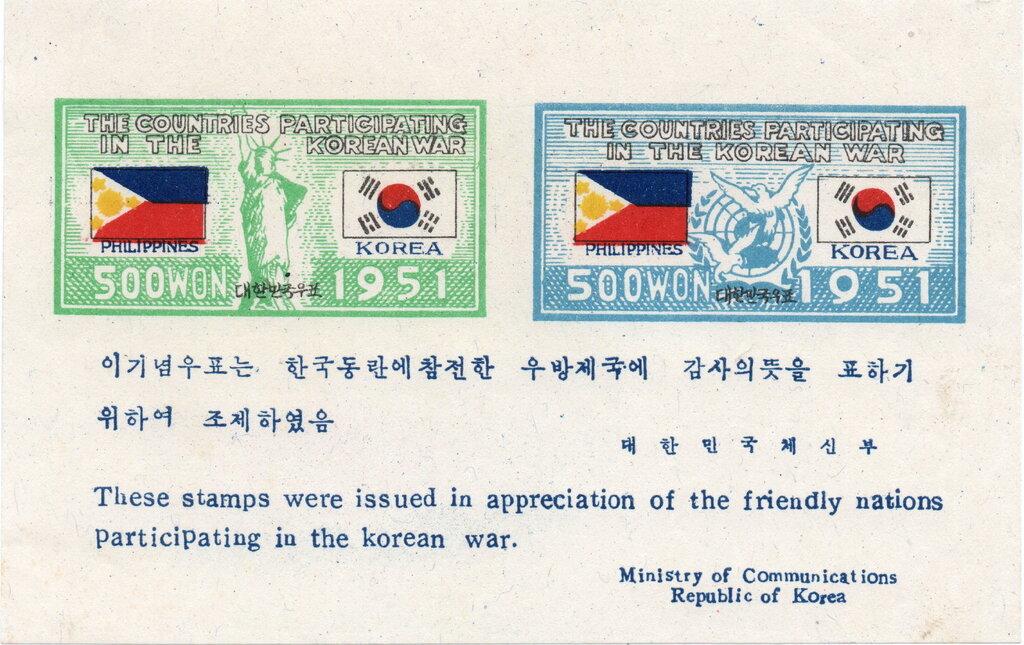 THE COUNTRIES PARTICIPATING
IN THE KOREAN WAR
PHILIPPINES
KOREA
500WON
1951
대한민국우표
THE COUNTRIES PARTICIPATING
IN THE KOREAN WAR
PHILIPPINES
KOREA
500WON
1951
대한민국우표
이기념우표는 한국동란에참전한 우방제국에 감사의뜻을 표하기
위하여 조제하였음
대한민국체신부
These stamps were issued in appreciation of the friendly nations
participating in the korean war.
Ministry of Communications
Republic of Korea